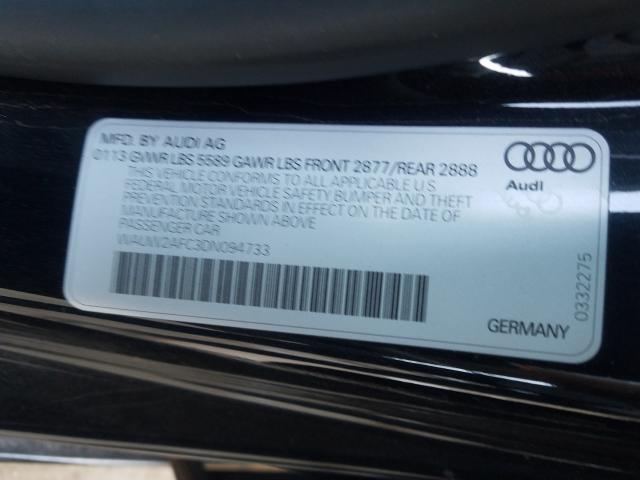 MFD. BY AUDI AG
0113 GVWR LBS 5589 GAWR LBS FRONT 2877/REAR 2888
THIS VEHICLE CONFORMS TO ALL APPLICABLE U.S.
FEDERAL MOTOR VEHICLE SAFETY, BUMPER AND THEFT
PREVENTION STANDARDS IN EFFECT ON THE DATE OF
MANUFACTURE SHOWN ABOVE
PASSENGER CAR
WAUW2AFC3DN094733
Audi
0332275
GERMANY